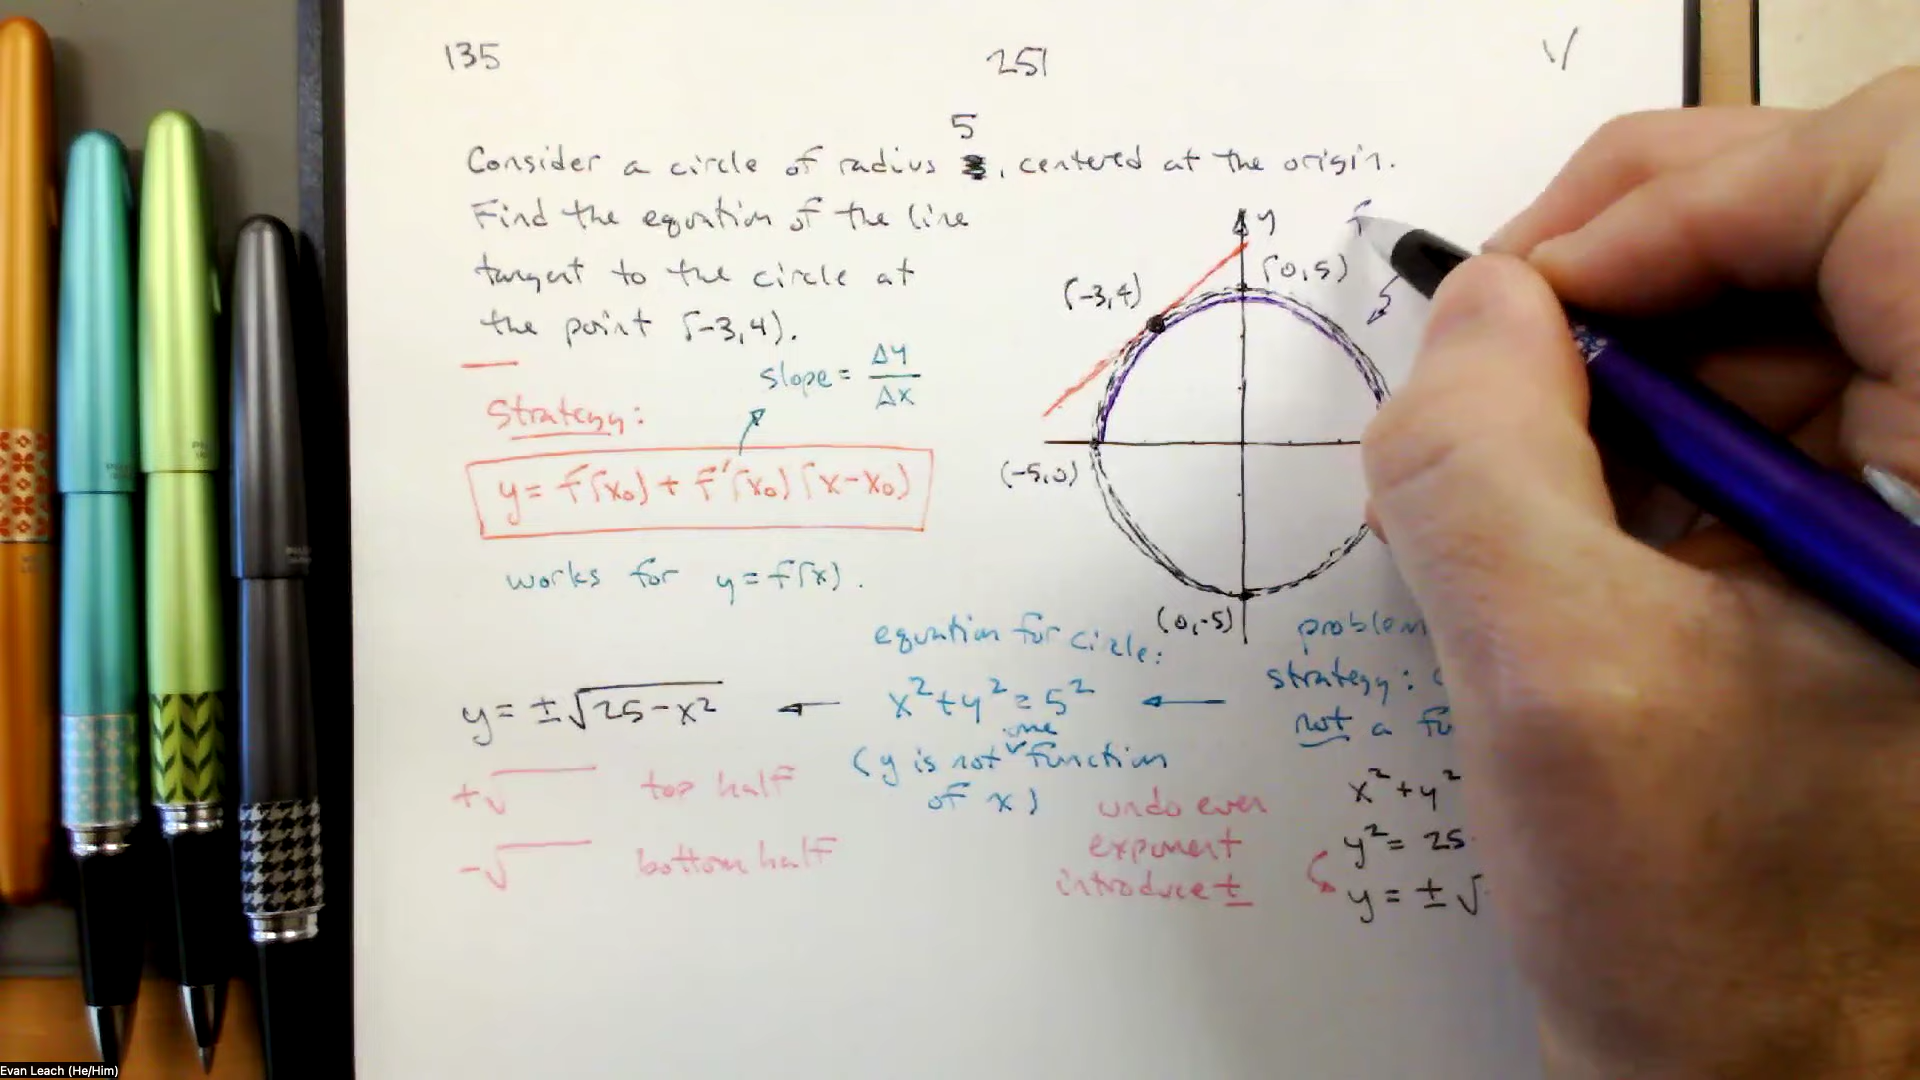 135
251
V
5
Consider a circle of radius , centered at the origin.
Find the equation of the line
tangent to the circle at
the point (-3,4).
slope = Δy/Δx
Strategy:
y = f(x₀) + f'(x₀)(x-x₀)
works for y = f(x).
y
f
(0,5)
(-3,4)
(-5,0)
(0,-5)
equation for circle:
x² + y² = 5²
(y is not one function
of x)
problem
strategy:
not a fu
y = ±√25-x²
+√ top half
-√ bottom half
undo even
exponent
introduce ±
x² + y²
y² = 25
y = ±√
Evan Leach (He/Him)